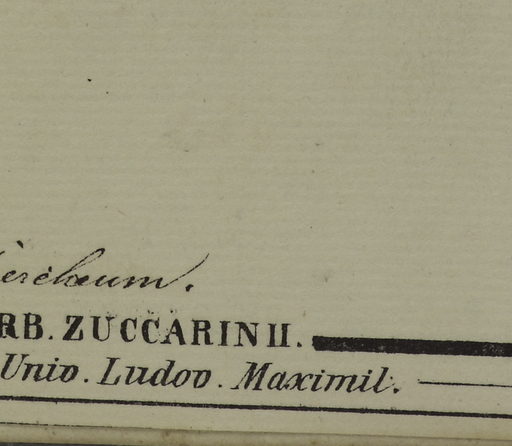 RB. ZUCCARINII.
Univ. Ludov. Maximil.